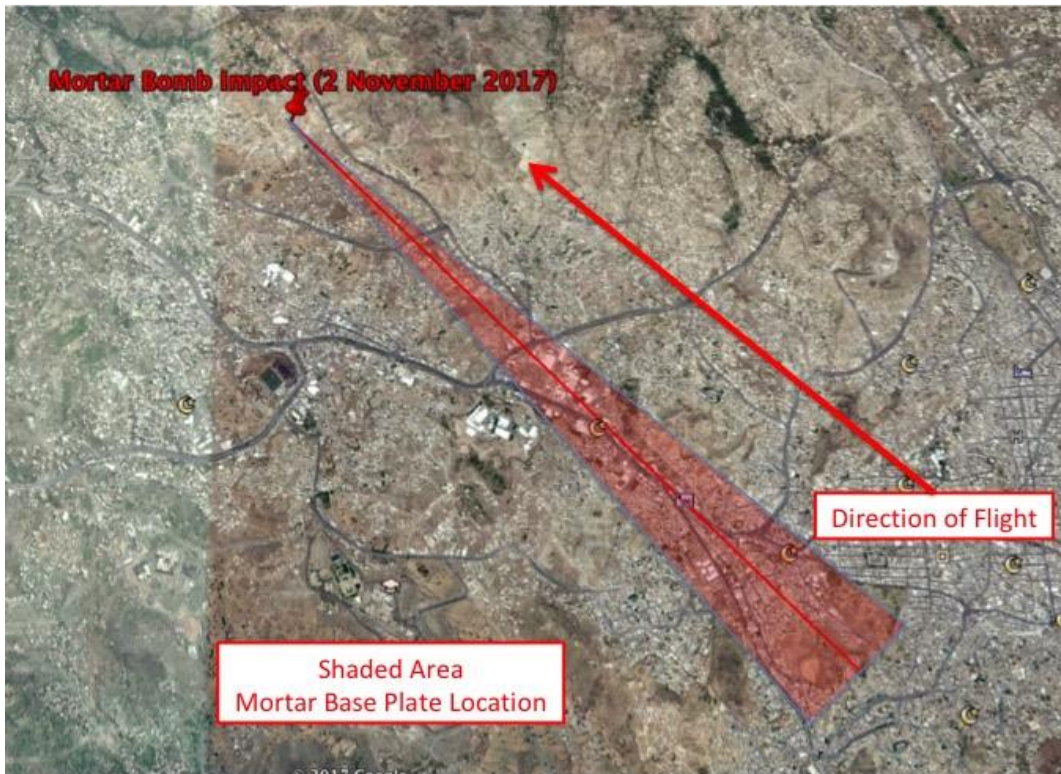 Mortar Bomb Impact (2 November 2017)
Direction of Flight
Shaded Area
Mortar Base Plate Location